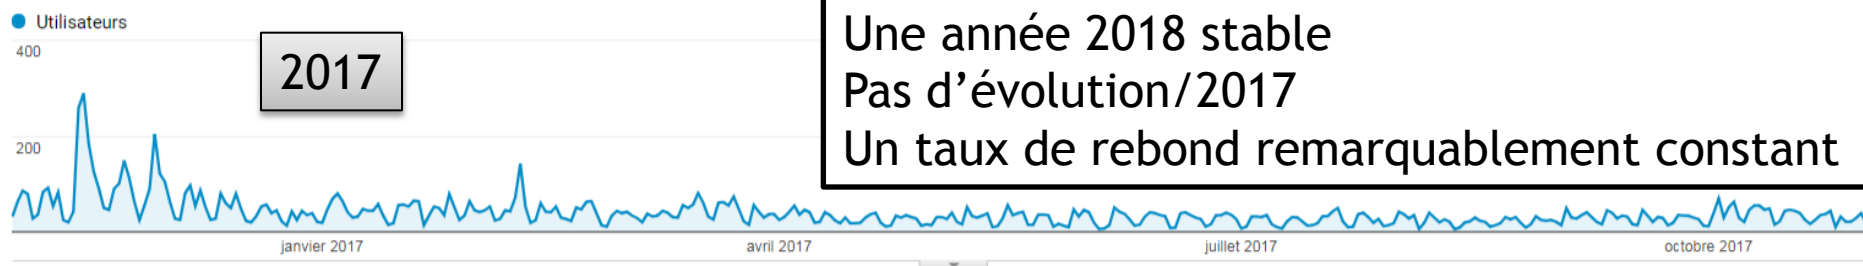 Utilisateurs
400
200
2017
Une année 2018 stable
Pas d’évolution/2017
Un taux de rebond remarquablement constant
janvier 2017
avril 2017
juillet 2017
octobre 2017